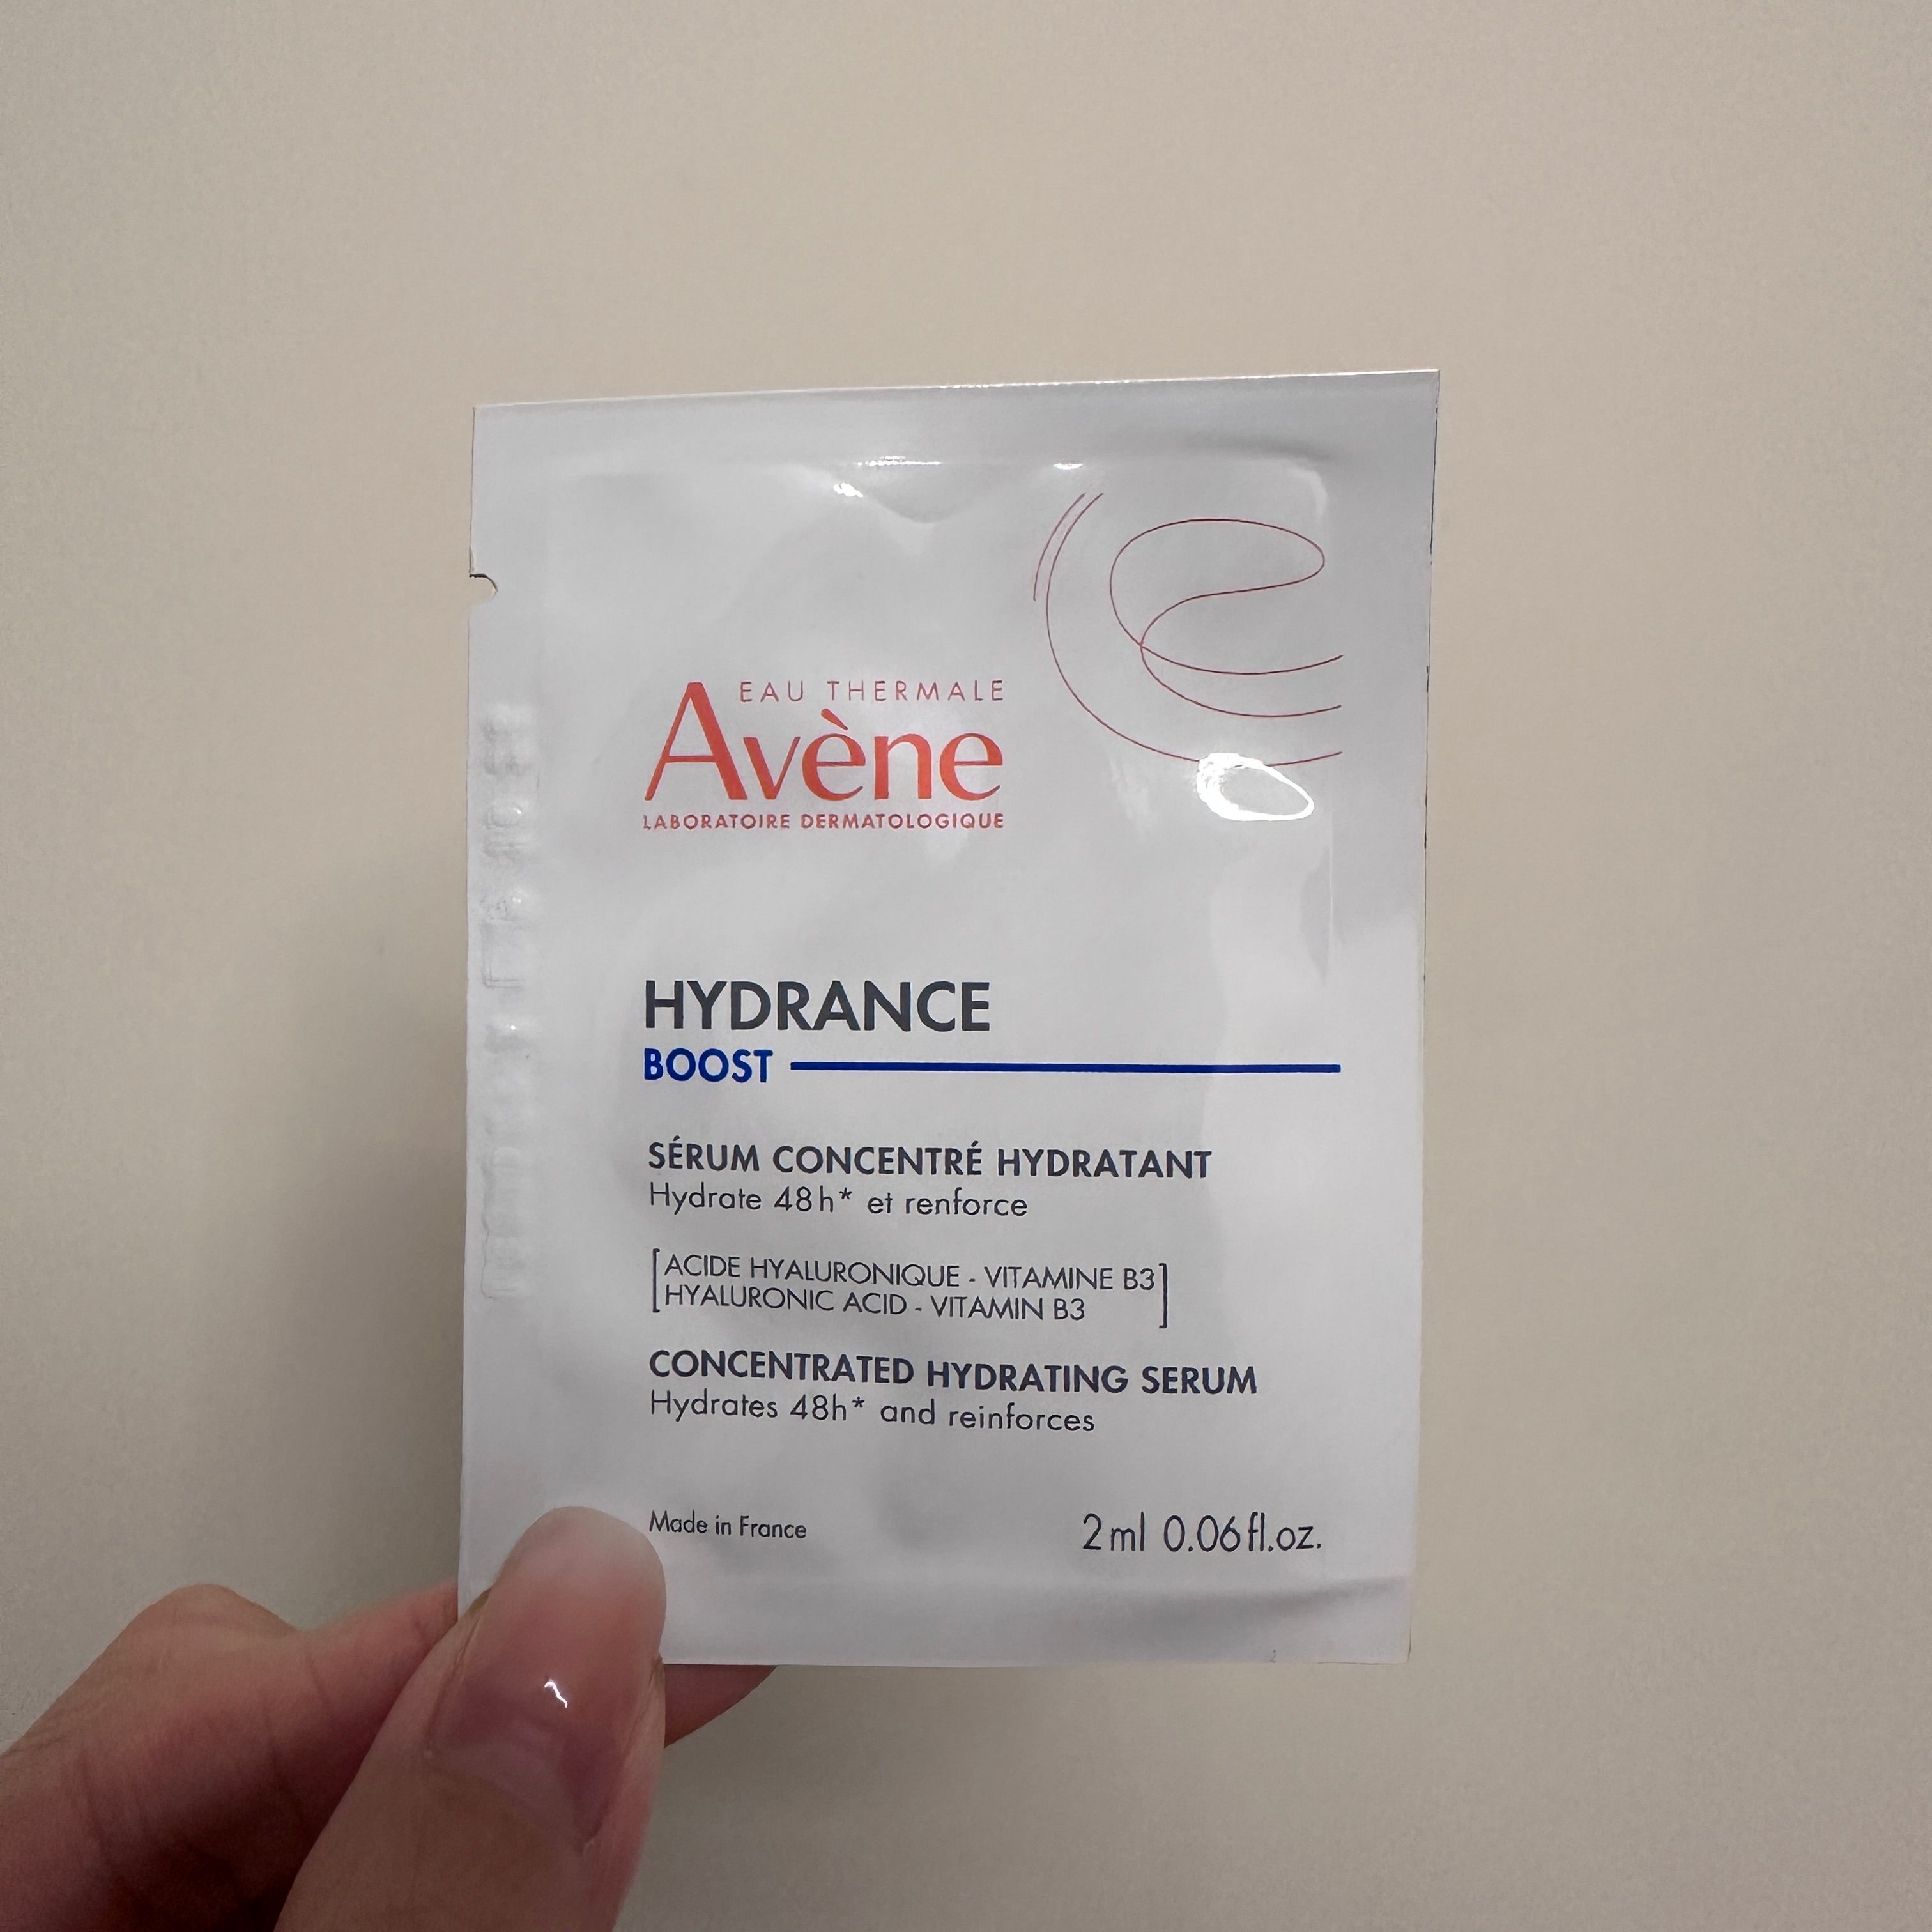 EAU THERMALE
Avène
LABORATOIRE DERMATOLOGIQUE
HYDRANCE
BOOST
SÉRUM CONCENTRÉ HYDRATANT
Hydrate 48h* et renforce
[ACIDE HYALURONIQUE - VITAMINE B3]
[HYALURONIC ACID - VITAMIN B3]
CONCENTRATED HYDRATING SERUM
Hydrates 48h* and reinforces
Made in France
2ml 0.06fl.oz.